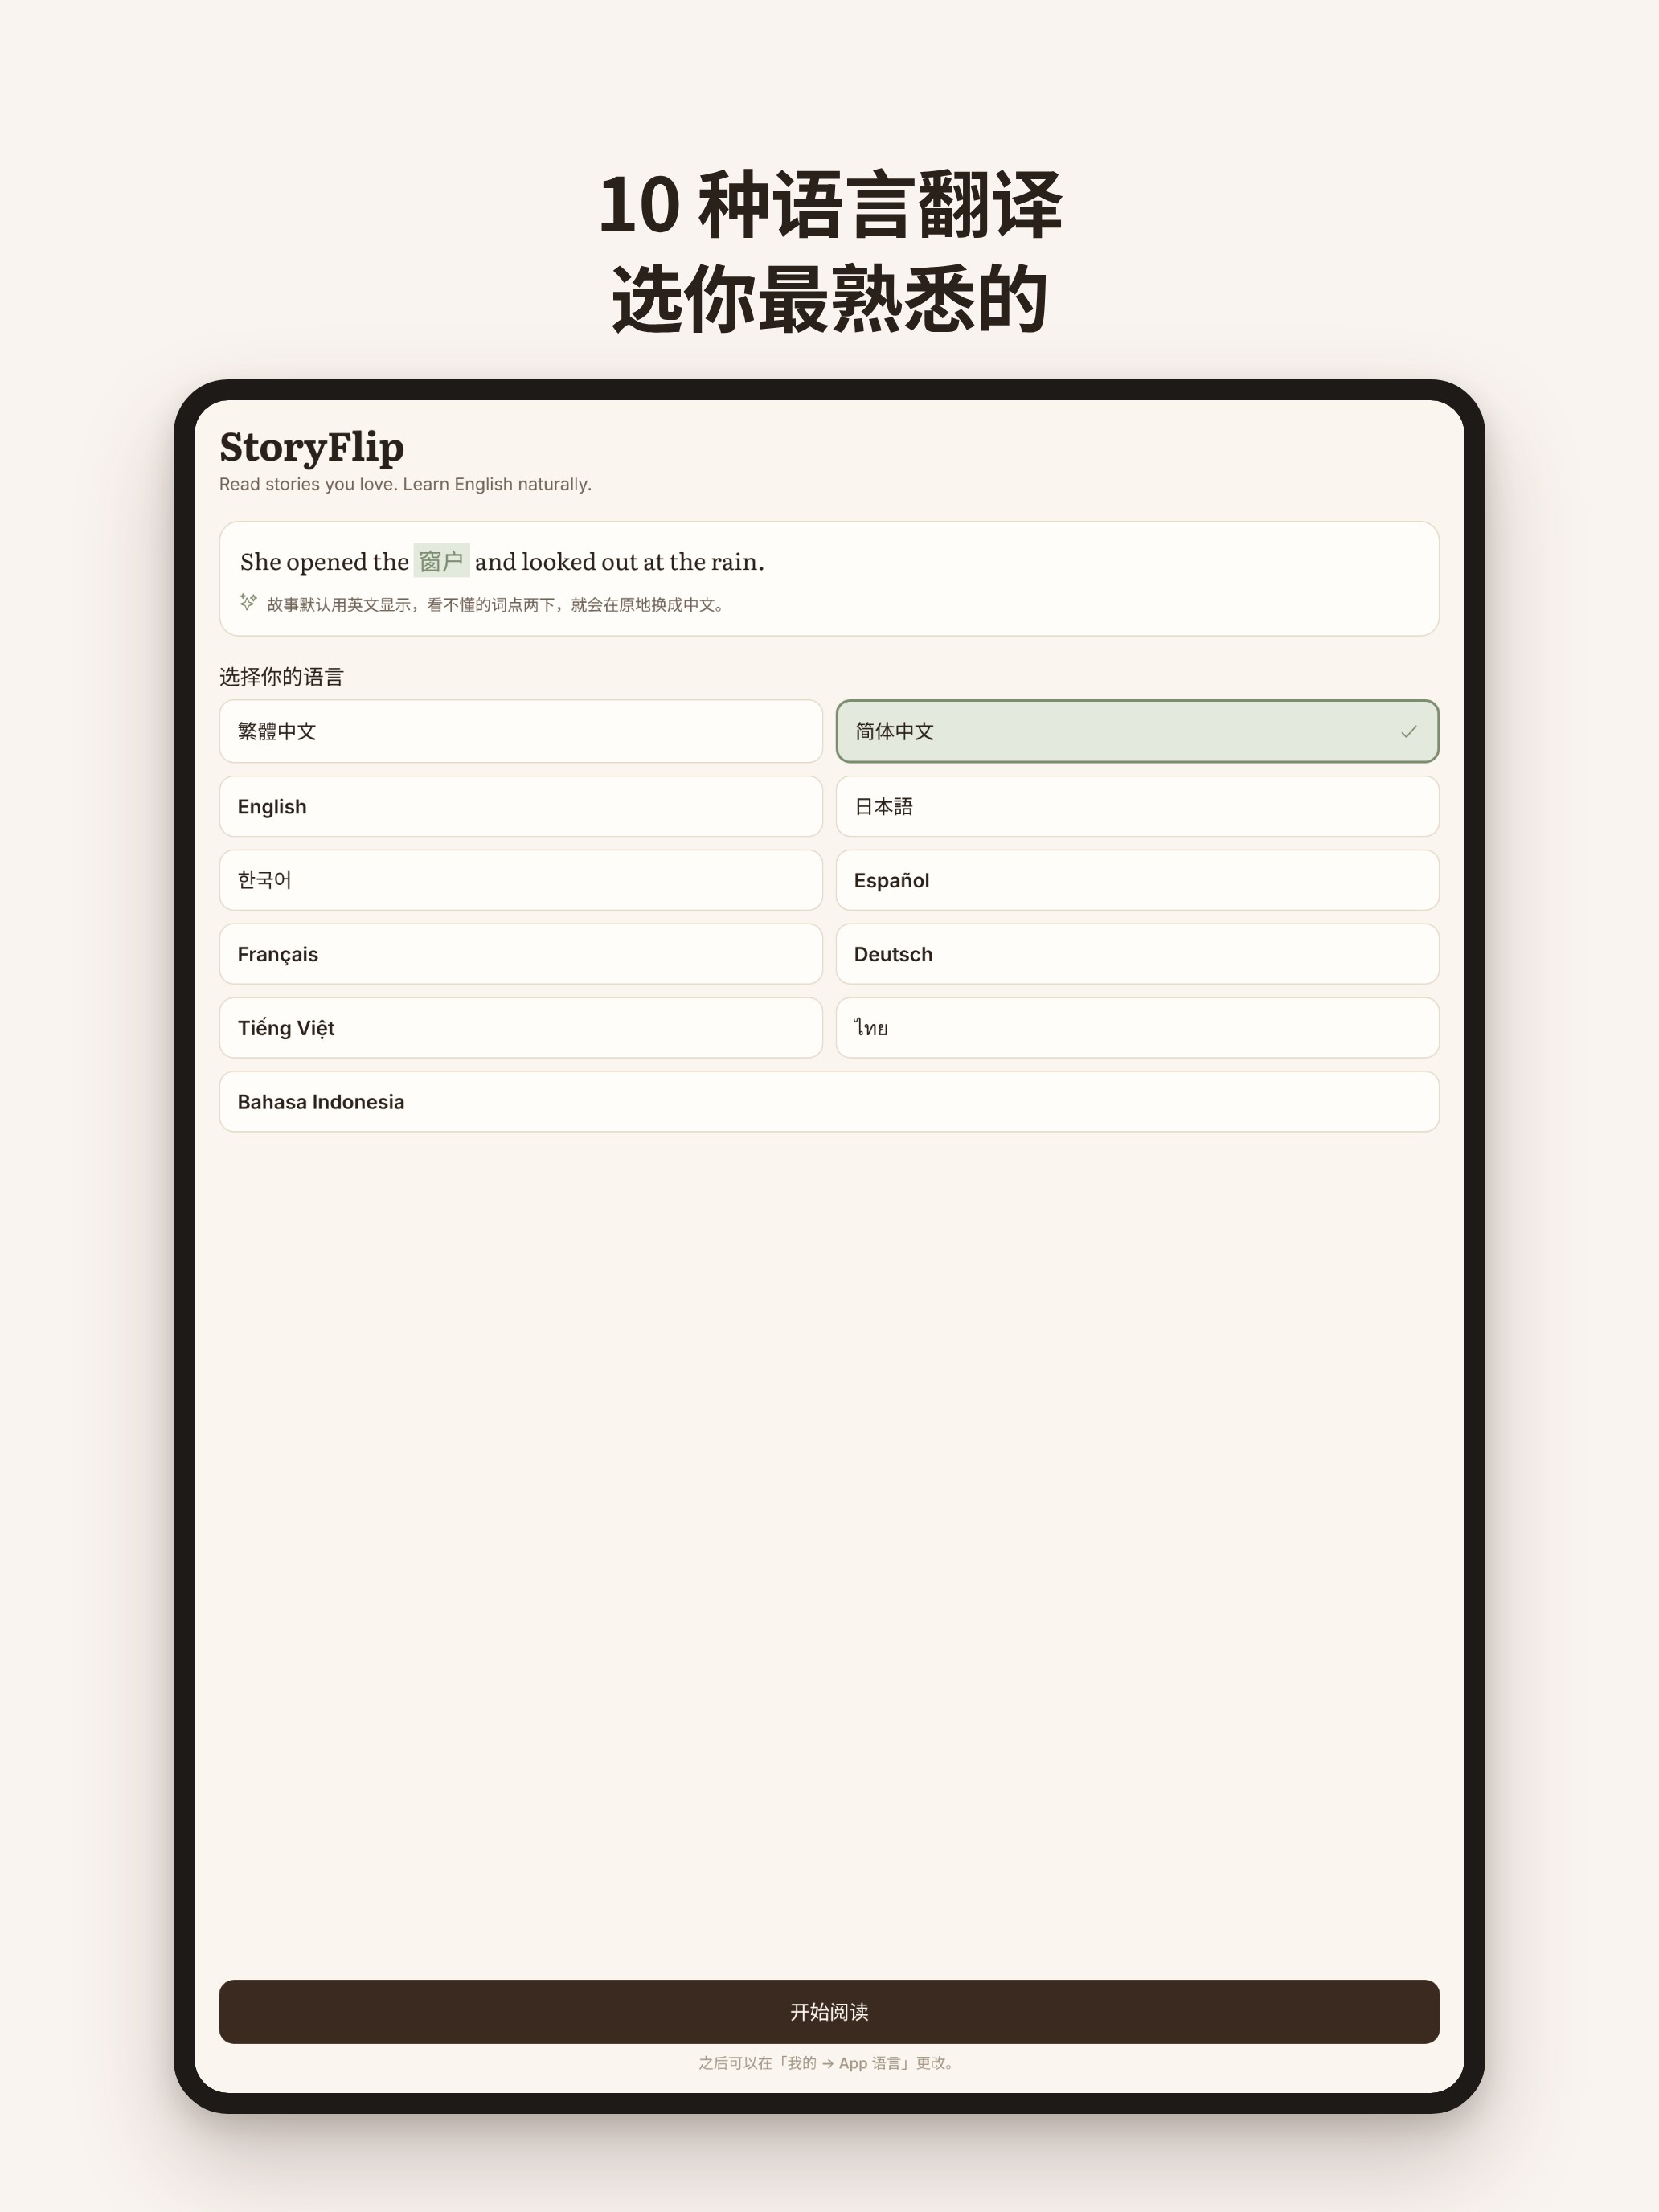 10 种语言翻译
选你最熟悉的
StoryFlip
Read stories you love. Learn English naturally.
She opened the 窗户 and looked out at the rain.
故事默认用英文显示，看不懂的词点两下，就会在原地换成中文。
选择你的语言
繁體中文
简体中文
English
日本語
한국어
Español
Français
Deutsch
Tiếng Việt
ไทย
Bahasa Indonesia
开始阅读
之后可以在「我的 → App 语言」更改。